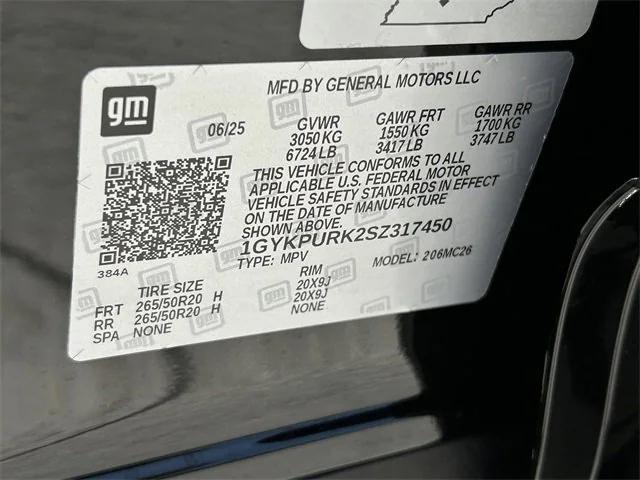 gm
MFD BY GENERAL MOTORS LLC
06/25 GVWR GAWR FRT GAWR RR
3050 KG 1550 KG 1700 KG
6724 LB 3417 LB 3747 LB
THIS VEHICLE CONFORMS TO ALL
APPLICABLE U.S. FEDERAL MOTOR
VEHICLE SAFETY STANDARDS IN EFFECT
ON THE DATE OF MANUFACTURE
SHOWN ABOVE.
1GYKPURK2SZ317450
384A
TYPE: MPV MODEL: 206MC26
TIRE SIZE RIM
FRT 265/50R20 H 20X9J
RR 265/50R20 H 20X9J
SPA NONE NONE